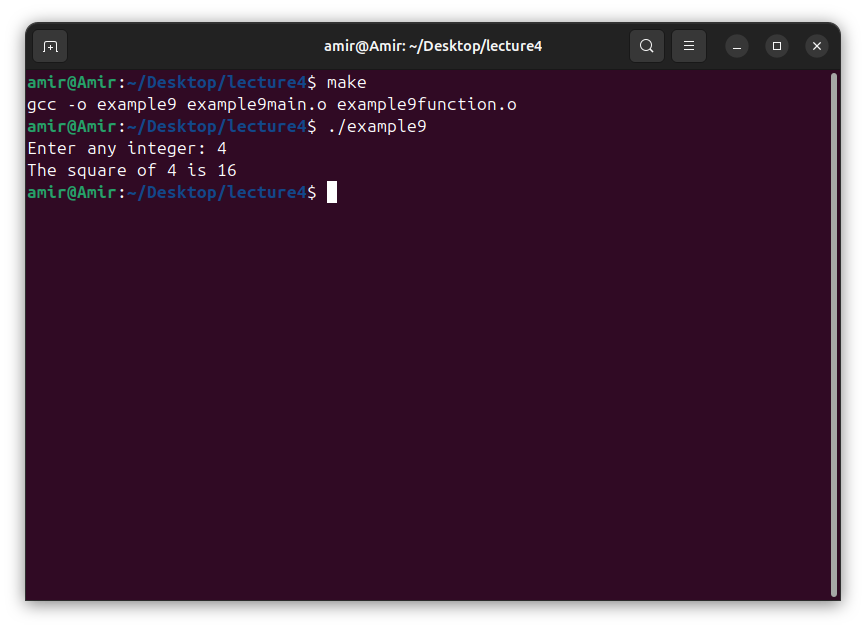 amir@Amir: ~/Desktop/lecture4
amir@Amir:~/Desktop/lecture4$ make
gcc -o example9 example9main.o example9function.o
amir@Amir:~/Desktop/lecture4$ ./example9
Enter any integer: 4
The square of 4 is 16
amir@Amir:~/Desktop/lecture4$